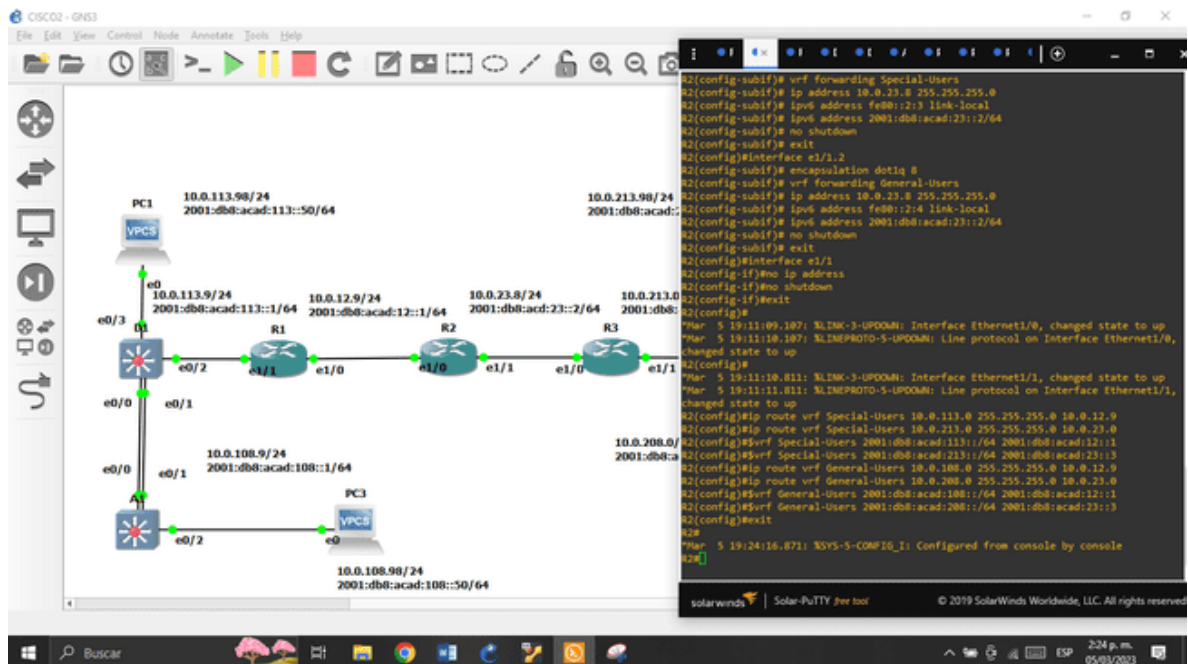 CISCO2 - GNS3
File Edit View Control Node Annotate Tools Help
10.0.113.98/24
2001:db8:acad:113::50/64
PC1
VPCS
e0
10.0.113.9/24
2001:db8:acad:113::1/64
e0/3
D1
10.0.12.9/24
2001:db8:acad:12::1/64
R1
e0/2
e1/1
e1/0
10.0.23.8/24
2001:db8:acd:23::2/64
R2
e1/0
e1/1
10.0.213.98/24
2001:db8:acad:2
10.0.213.0
2001:db8:
R3
e1/0
e1/1
e0/0
e0/1
10.0.108.9/24
2001:db8:acad:108::1/64
e0/0
e0/1
A1
e0/2
PC3
VPCS
e0
10.0.108.98/24
2001:db8:acad:108::50/64
10.0.208.0/
2001:db8:a
R2(config-subif)# vrf forwarding Special-Users
R2(config-subif)# ip address 10.0.23.8 255.255.255.0
R2(config-subif)# ipv6 address fe80::2:3 link-local
R2(config-subif)# ipv6 address 2001:db8:acad:23::2/64
R2(config-subif)# no shutdown
R2(config-subif)# exit
R2(config)#interface e1/1.2
R2(config-subif)# encapsulation dot1q 8
R2(config-subif)# vrf forwarding General-Users
R2(config-subif)# ip address 10.0.23.8 255.255.255.0
R2(config-subif)# ipv6 address fe80::2:4 link-local
R2(config-subif)# ipv6 address 2001:db8:acad:23::2/64
R2(config-subif)# no shutdown
R2(config-subif)# exit
R2(config)#interface e1/1
R2(config-if)#no ip address
R2(config-if)#no shutdown
R2(config-if)#exit
R2(config)#
*Mar 5 19:11:09.107: %LINK-3-UPDOWN: Interface Ethernet1/0, changed state to up
*Mar 5 19:11:10.107: %LINEPROTO-5-UPDOWN: Line protocol on Interface Ethernet1/0,
changed state to up
R2(config)#
*Mar 5 19:11:10.811: %LINK-3-UPDOWN: Interface Ethernet1/1, changed state to up
*Mar 5 19:11:11.811: %LINEPROTO-5-UPDOWN: Line protocol on Interface Ethernet1/1,
changed state to up
R2(config)#ip route vrf Special-Users 10.0.113.0 255.255.255.0 10.0.12.9
R2(config)#ip route vrf Special-Users 10.0.213.0 255.255.255.0 10.0.23.0
R2(config)#$vrf Special-Users 2001:db8:acad:113::/64 2001:db8:acad:12::1
R2(config)#$vrf Special-Users 2001:db8:acad:213::/64 2001:db8:acad:23::3
R2(config)#ip route vrf General-Users 10.0.108.0 255.255.255.0 10.0.12.9
R2(config)#ip route vrf General-Users 10.0.208.0 255.255.255.0 10.0.23.0
R2(config)#$vrf General-Users 2001:db8:acad:108::/64 2001:db8:acad:12::1
R2(config)#$vrf General-Users 2001:db8:acad:208::/64 2001:db8:acad:23::3
R2(config)#exit
R2#
*Mar 5 19:24:16.871: %SYS-5-CONFIG_I: Configured from console by console
R2#
solarwinds | Solar-PuTTY free tool © 2019 SolarWinds Worldwide, LLC. All rights reserved
Buscar
ESP
2:24 p. m.
05/03/2023